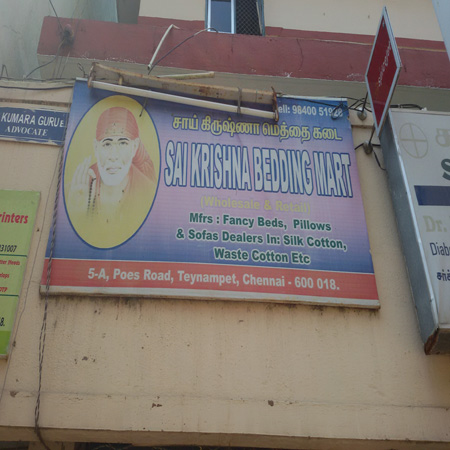 KUMARA GURU
ADVOCATE
Cell: 98400
சாய் கிருஷ்ணா மெத்தை கடை
SAI KRISHNA BEDDING MART
(Wholesale & Retail)
Mfrs : Fancy Beds, Pillows
& Sofas Dealers In: Silk Cotton,
Waste Cotton Etc
5-A, Poes Road, Teynampet, Chennai - 600 018.
rinters
31007
Dr.
Diab